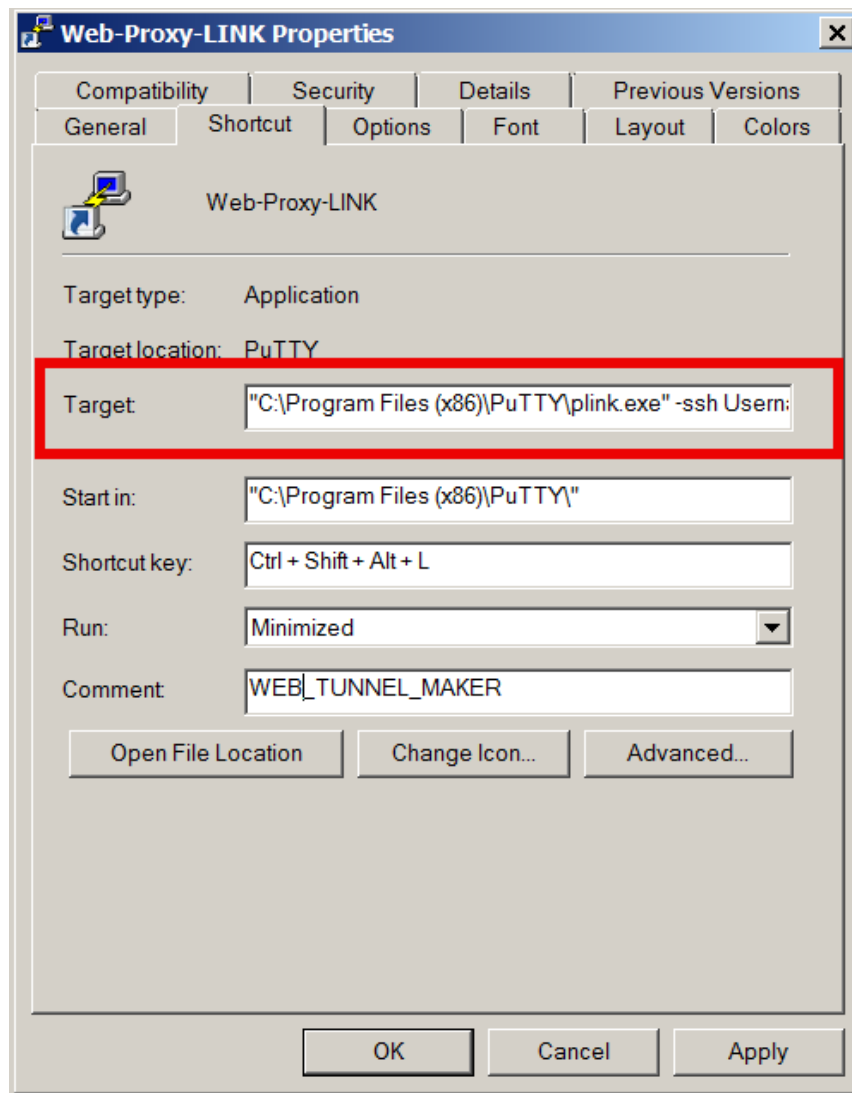 Web-Proxy-LINK Properties
Compatibility Security Details Previous Versions
General Shortcut Options Font Layout Colors
Web-Proxy-LINK
Target type: Application
Target location: PuTTY
Target: "C:\Program Files (x86)\PuTTY\plink.exe" -ssh Userna
Start in: "C:\Program Files (x86)\PuTTY\"
Shortcut key: Ctrl + Shift + Alt + L
Run: Minimized
Comment: WEB_TUNNEL_MAKER
Open File Location Change Icon... Advanced...
OK Cancel Apply